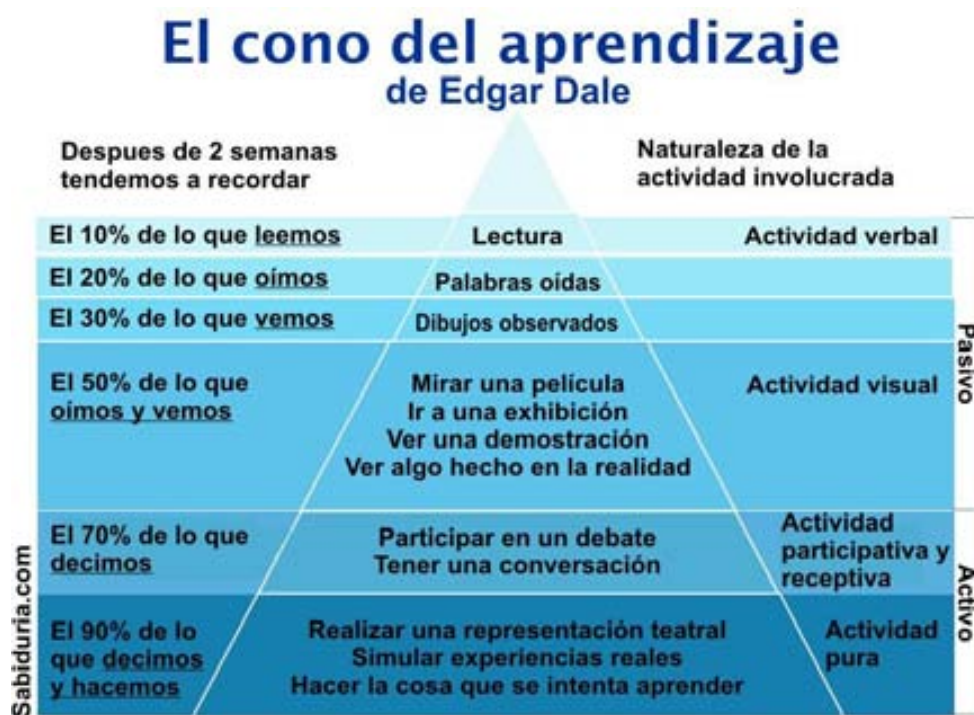 El cono del aprendizaje
de Edgar Dale
Despues de 2 semanas
tendemos a recordar
Naturaleza de la
actividad involucrada
El 10% de lo que leemos
Lectura
Actividad verbal
El 20% de lo que oímos
Palabras oídas
El 30% de lo que vemos
Dibujos observados
El 50% de lo que
oímos y vemos
Mirar una película
Ir a una exhibición
Ver una demostración
Ver algo hecho en la realidad
Actividad visual
Pasivo
El 70% de lo que
decimos
Participar en un debate
Tener una conversación
Actividad
participativa y
receptiva
El 90% de lo
que decimos
y hacemos
Realizar una representación teatral
Simular experiencias reales
Hacer la cosa que se intenta aprender
Actividad
pura
Activo
Sabiduria.com